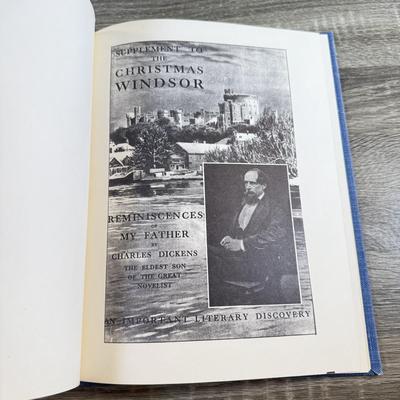 SUPPLEMENT TO
THE
CHRISTMAS
WINDSOR
REMINISCENCES
OF
MY FATHER
BY
CHARLES DICKENS
THE ELDEST SON
OF THE GREAT
NOVELIST
AN IMPORTANT LITERARY DISCOVERY